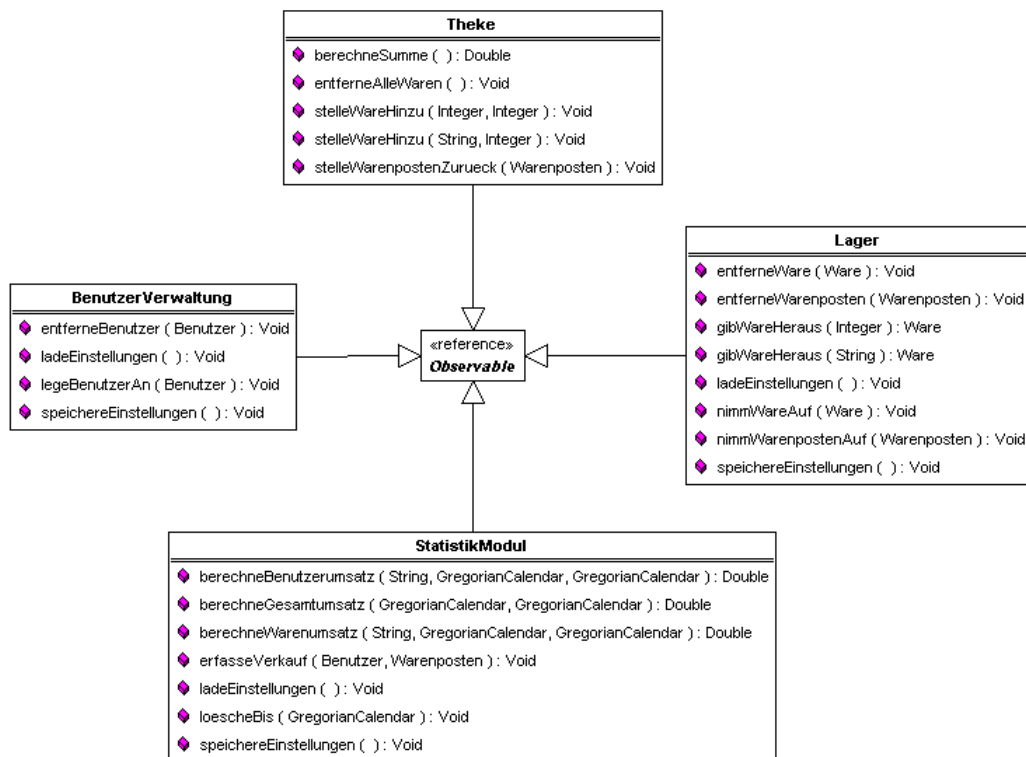 Theke
berechneSumme ( ) : Double
entferneAlleWaren ( ) : Void
stelleWareHinzu ( Integer, Integer ) : Void
stelleWareHinzu ( String, Integer ) : Void
stelleWarenpostenZurueck ( Warenposten ) : Void
Lager
entferneWare ( Ware ) : Void
entferneWarenposten ( Warenposten ) : Void
gibWareHeraus ( Integer ) : Ware
gibWareHeraus ( String ) : Ware
ladeEinstellungen ( ) : Void
nimmWareAuf ( Ware ) : Void
nimmWarenpostenAuf ( Warenposten ) : Void
speichereEinstellungen ( ) : Void
BenutzerVerwaltung
entferneBenutzer ( Benutzer ) : Void
ladeEinstellungen ( ) : Void
legeBenutzerAn ( Benutzer ) : Void
speichereEinstellungen ( ) : Void
«reference»
Observable
StatistikModul
berechneBenutzerumsatz ( String, GregorianCalendar, GregorianCalendar ) : Double
berechneGesamtumsatz ( GregorianCalendar, GregorianCalendar ) : Double
berechneWarenumsatz ( String, GregorianCalendar, GregorianCalendar ) : Double
erfasseVerkauf ( Benutzer, Warenposten ) : Void
ladeEinstellungen ( ) : Void
loescheBis ( GregorianCalendar ) : Void
speichereEinstellungen ( ) : Void